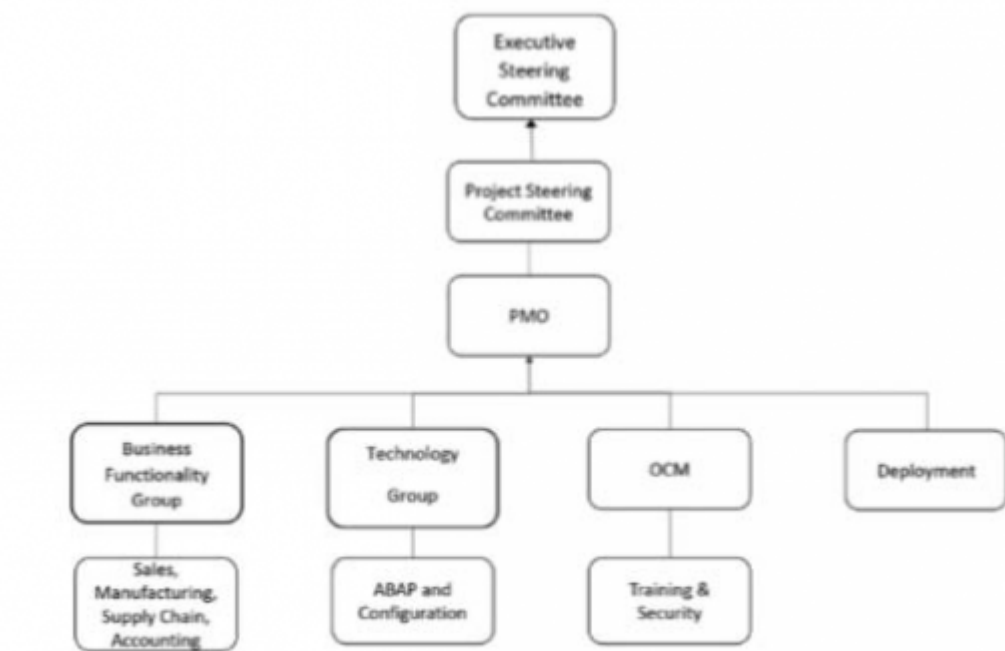 Executive
Steering
Committee
Project Steering
Committee
PMO
Business
Functionality
Group
Technology
Group
OCM
Deployment
Sales,
Manufacturing,
Supply Chain,
Accounting
ABAP and
Configuration
Training &
Security